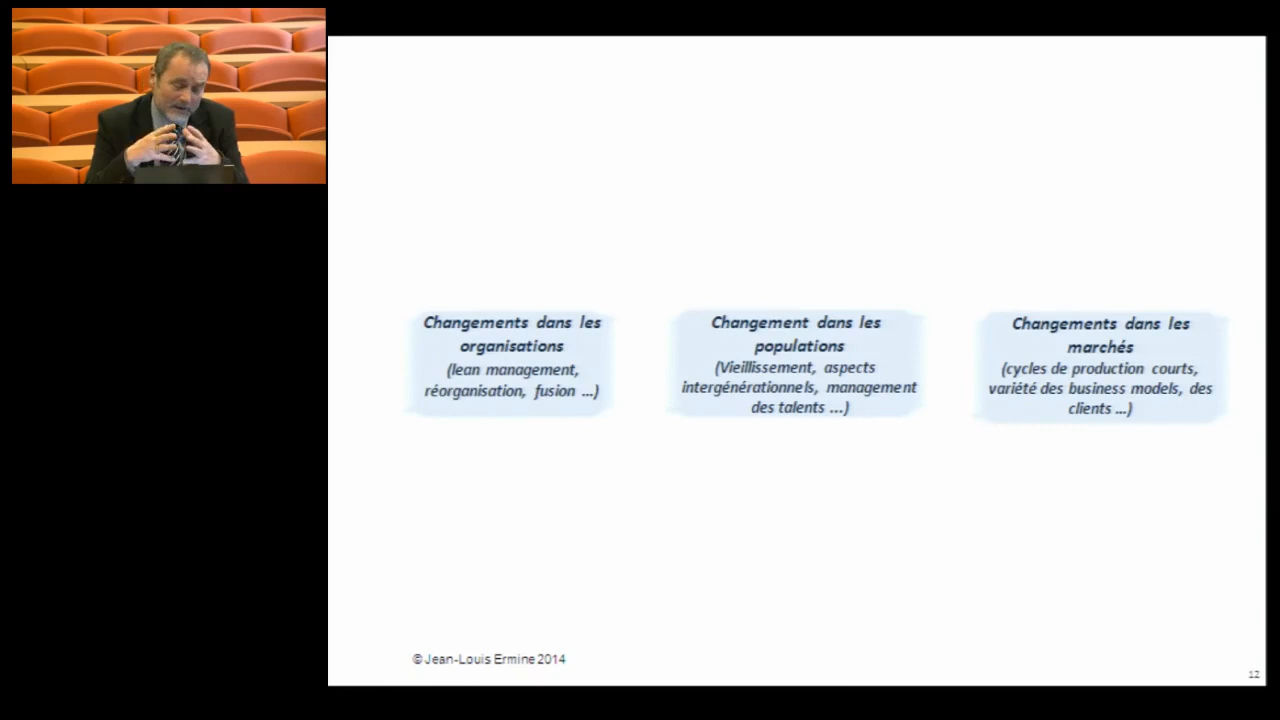 Changements dans les
organisations
(lean management,
réorganisation, fusion ...)
Changement dans les
populations
(Vieillissement, aspects
intergénérationnels, management
des talents ...)
Changements dans les
marchés
(cycles de production courts,
variété des business models, des
clients ...)
© Jean-Louis Ermine 2014
12